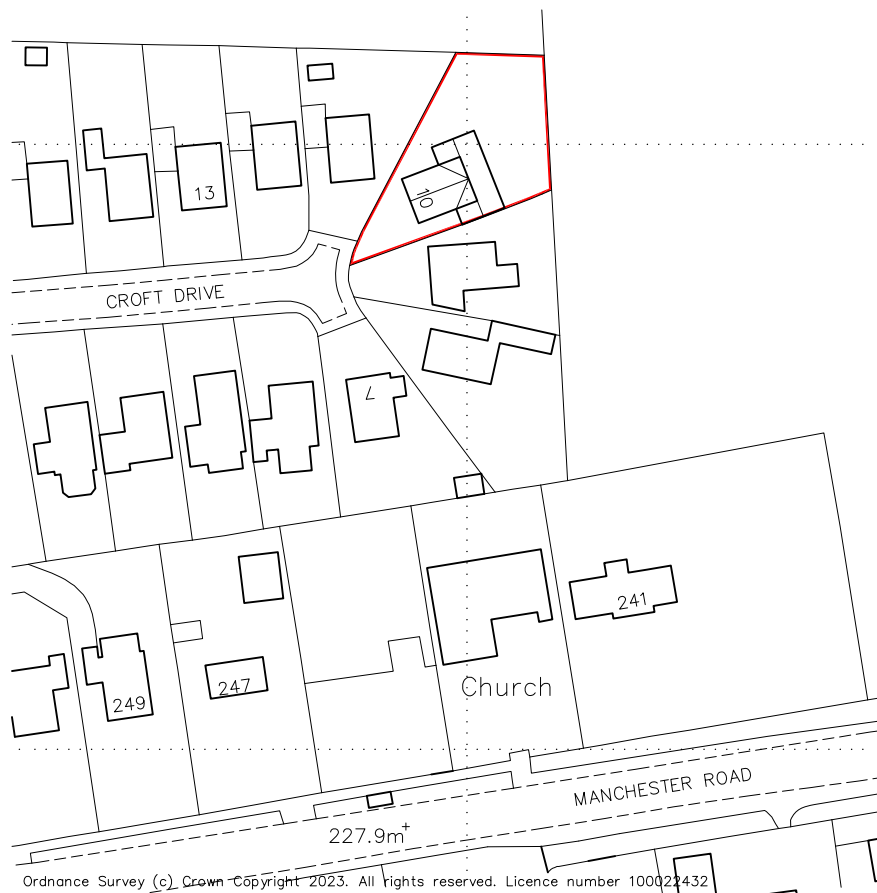 13
10
CROFT DRIVE
7
241
247
249
Church
MANCHESTER ROAD
227.9m+
Ordnance Survey (c) Crown Copyright 2023. All rights reserved. Licence number 100022432